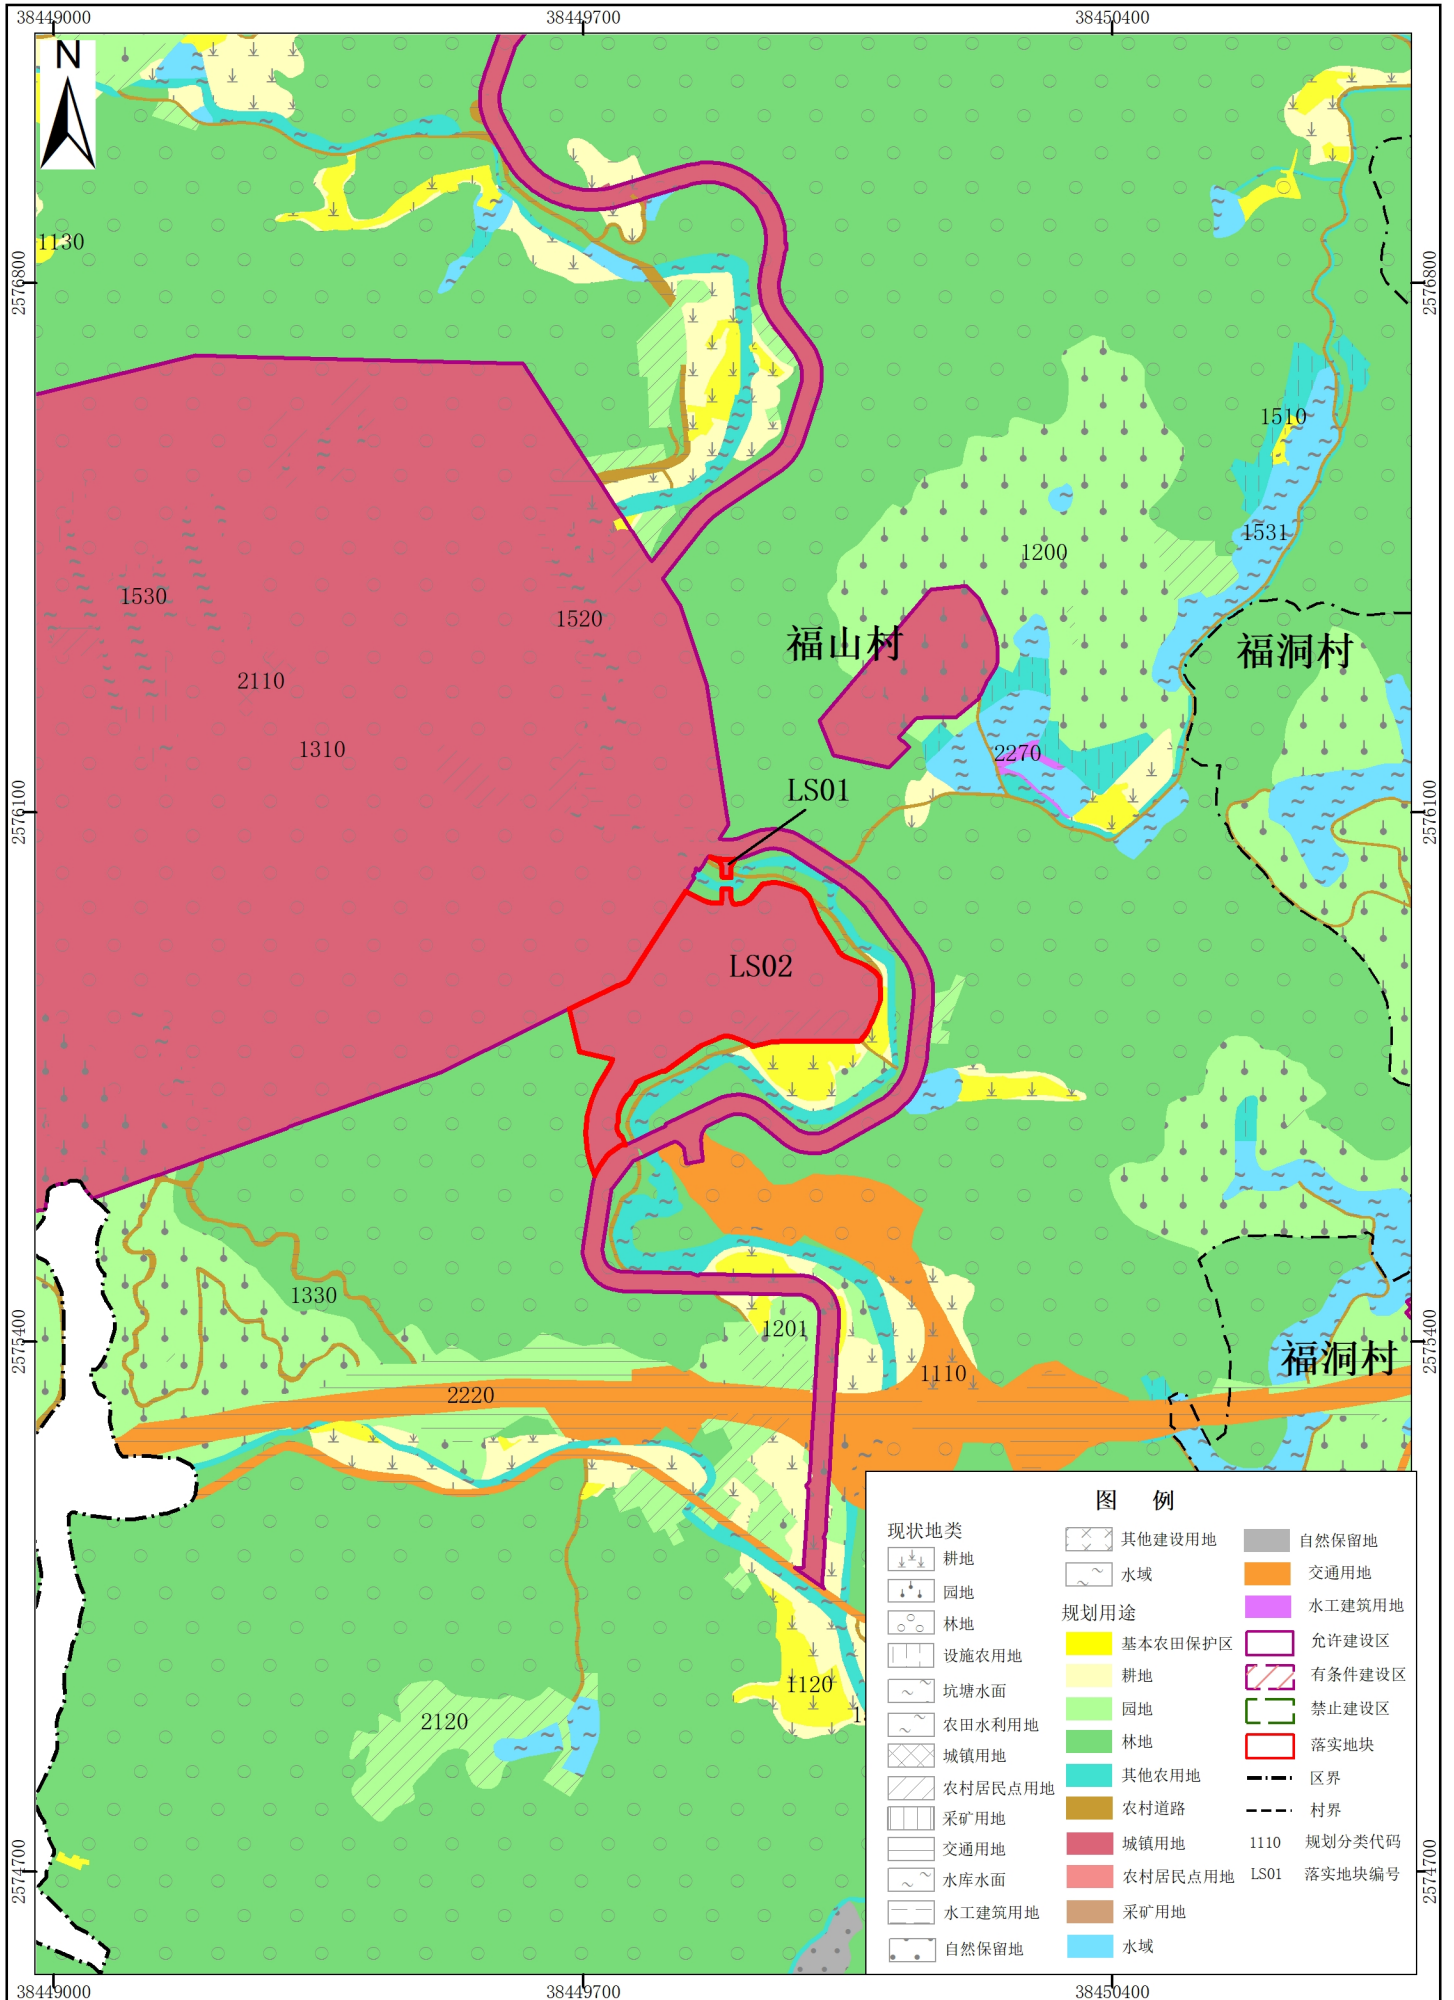 38449000
38449700
38450400
N
1130
2576800
2576800
1510
1531
1200
1530
1520
福山村
福洞村
2110
1310
2270
LS01
2576100
2576100
LS02
1330
1201
2575400
2575400
福洞村
1110
2220
1120
2120
2574700
2574700
图 例
现状地类
耕地
园地
林地
设施农用地
坑塘水面
农田水利用地
城镇用地
农村居民点用地
采矿用地
交通用地
水库水面
水工建筑用地
自然保留地
其他建设用地
水域
规划用途
基本农田保护区
耕地
园地
林地
其他农用地
农村道路
城镇用地
农村居民点用地
采矿用地
水域
自然保留地
交通用地
水工建筑用地
允许建设区
有条件建设区
禁止建设区
落实地块
区界
村界
1110 规划分类代码
LS01 落实地块编号
38449000
38449700
38450400